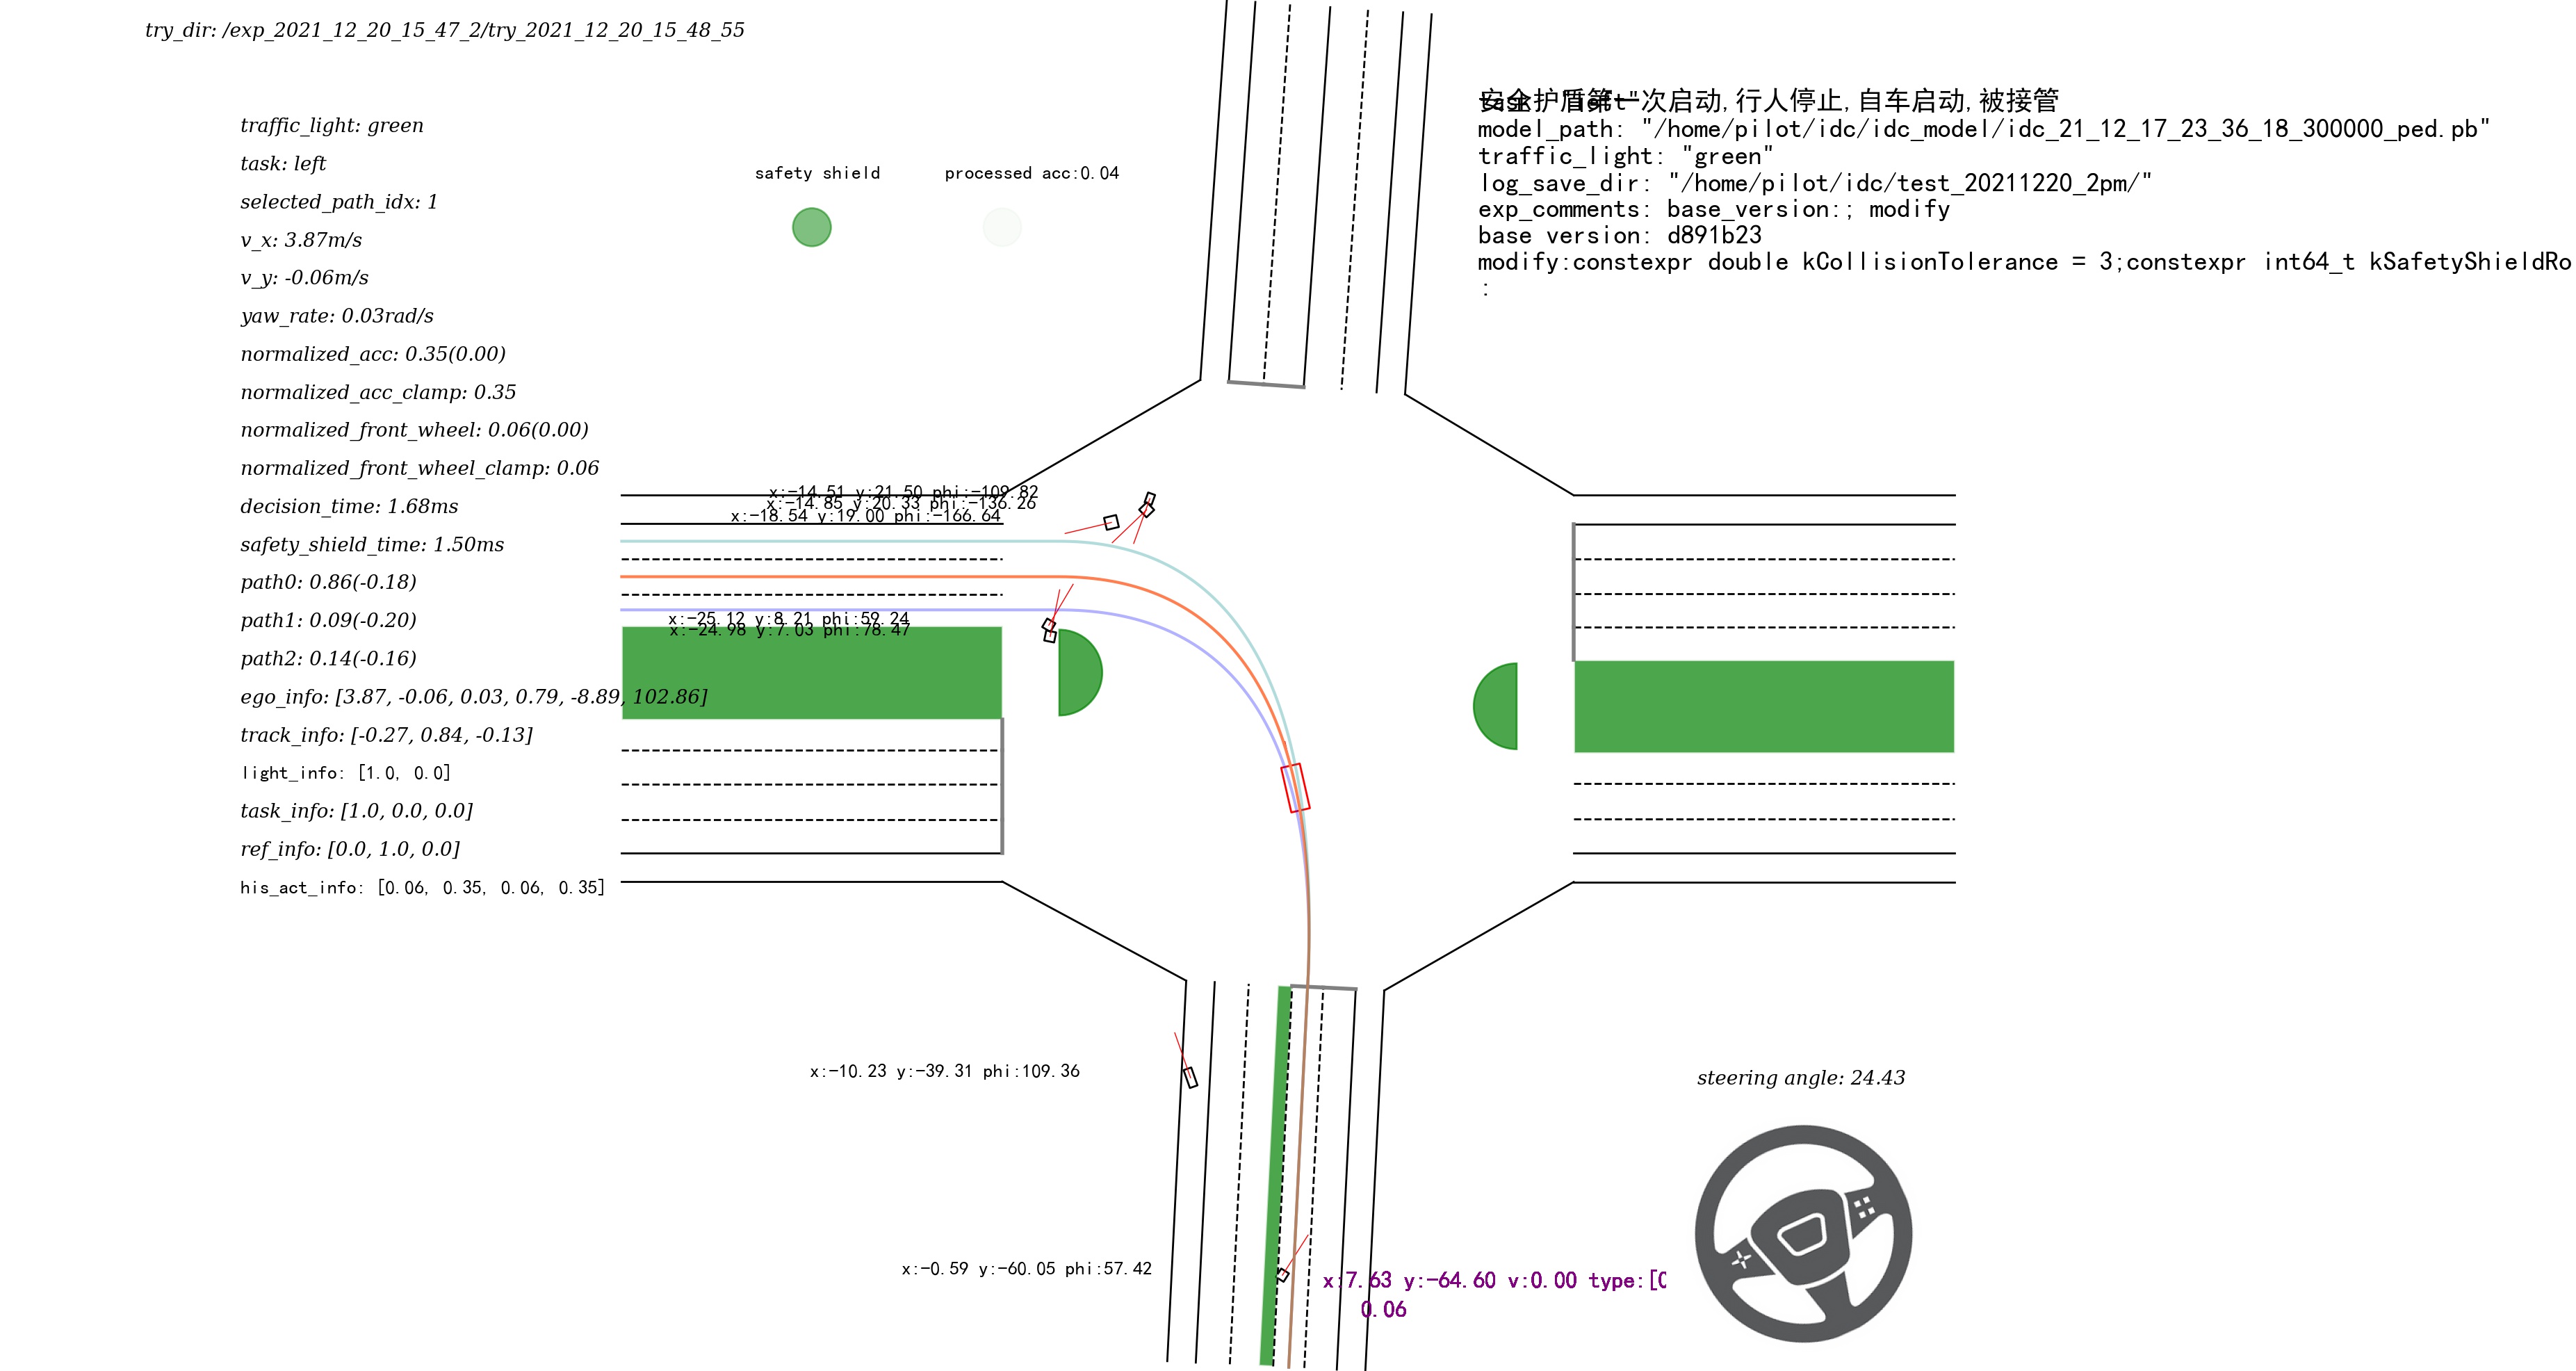 try_dir: /exp_2021_12_20_15_47_2/try_2021_12_20_15_48_55
traffic_light: green
task: left
selected_path_idx: 1
v_x: 3.87m/s
v_y: -0.06m/s
yaw_rate: 0.03rad/s
normalized_acc: 0.35(0.00)
normalized_acc_clamp: 0.35
normalized_front_wheel: 0.06(0.00)
normalized_front_wheel_clamp: 0.06
decision_time: 1.68ms
safety_shield_time: 1.50ms
path0: 0.86(-0.18)
path1: 0.09(-0.20)
path2: 0.14(-0.16)
ego_info: [3.87, -0.06, 0.03, 0.79, -8.89, 102.86]
track_info: [-0.27, 0.84, -0.13]
light_info: [1.0, 0.0]
task_info: [1.0, 0.0, 0.0]
ref_info: [0.0, 1.0, 0.0]
his_act_info: [0.06, 0.35, 0.06, 0.35]
safety shield
processed acc:0.04
安全护盾第一次启动,行人停止,自车启动,被接管
task: "left"
model_path: "/home/pilot/idc/idc_model/idc_21_12_17_23_36_18_300000_ped.pb"
traffic_light: "green"
log_save_dir: "/home/pilot/idc/test_20211220_2pm/"
exp_comments: base_version:; modify
base version: d891b23
modify:constexpr double kCollisionTolerance = 3;constexpr int64_t kSafetyShieldRo
:
x:-14.51 y:21.50 phi:-109.82
x:-14.85 y:20.33 phi:-136.26
x:-18.54 y:19.00 phi:-166.64
x:-25.12 y:8.21 phi:59.24
x:-24.98 y:7.03 phi:78.47
x:-10.23 y:-39.31 phi:109.36
x:-0.59 y:-60.05 phi:57.42
x:7.63 y:-64.60 v:0.00 type:[0
0.06
steering angle: 24.43